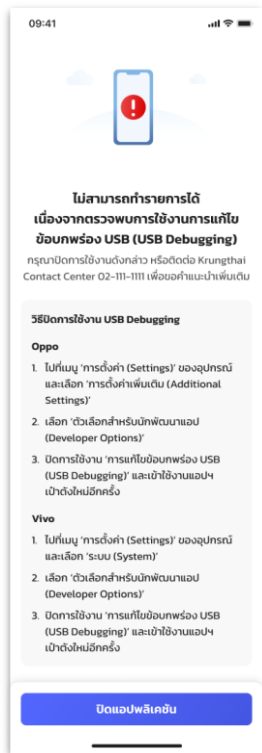 09:41
ไม่สามารถทำรายการได้
เนื่องจากตรวจพบการใช้งานการแก้ไข
ข้อบกพร่อง USB (USB Debugging)
กรุณาปิดการใช้งานดังกล่าว หรือติดต่อ Krungthai
Contact Center 02-111-1111 เพื่อขอคำแนะนำเพิ่มเติม
วิธีปิดการใช้งาน USB Debugging
Oppo
1. ไปที่เมนู ‘การตั้งค่า (Settings)’ ของอุปกรณ์
และเลือก ‘การตั้งค่าเพิ่มเติม (Additional
Settings)’
2. เลือก ‘ตัวเลือกสำหรับนักพัฒนาแอป
(Developer Options)’
3. ปิดการใช้งาน ‘การแก้ไขข้อบกพร่อง USB
(USB Debugging)’ และเข้าใช้งานแอปฯ
เป๋าตังใหม่อีกครั้ง
Vivo
1. ไปที่เมนู ‘การตั้งค่า (Settings)’ ของอุปกรณ์
และเลือก ‘ระบบ (System)’
2. เลือก ‘ตัวเลือกสำหรับนักพัฒนาแอป
(Developer Options)’
3. ปิดการใช้งาน ‘การแก้ไขข้อบกพร่อง USB
(USB Debugging)’ และเข้าใช้งานแอปฯ
เป๋าตังใหม่อีกครั้ง
ปิดแอปพลิเคชัน